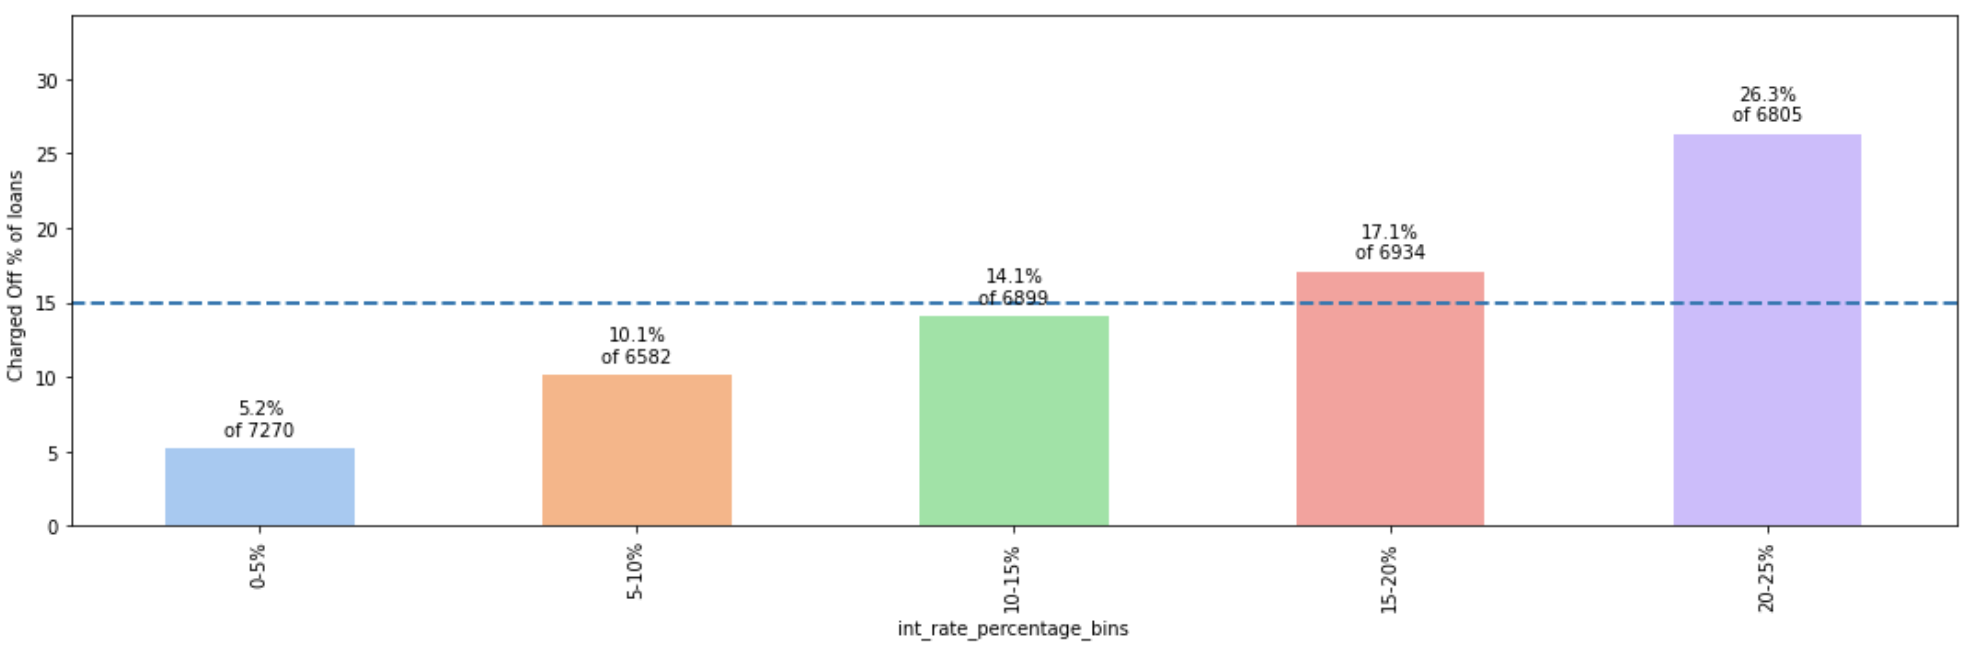 Charged Off % of loans
30
25
20
15
10
5
0
5.2%
of 7270
10.1%
of 6582
14.1%
of 6899
17.1%
of 6934
26.3%
of 6805
0-5%
5-10%
10-15%
15-20%
20-25%
int_rate_percentage_bins